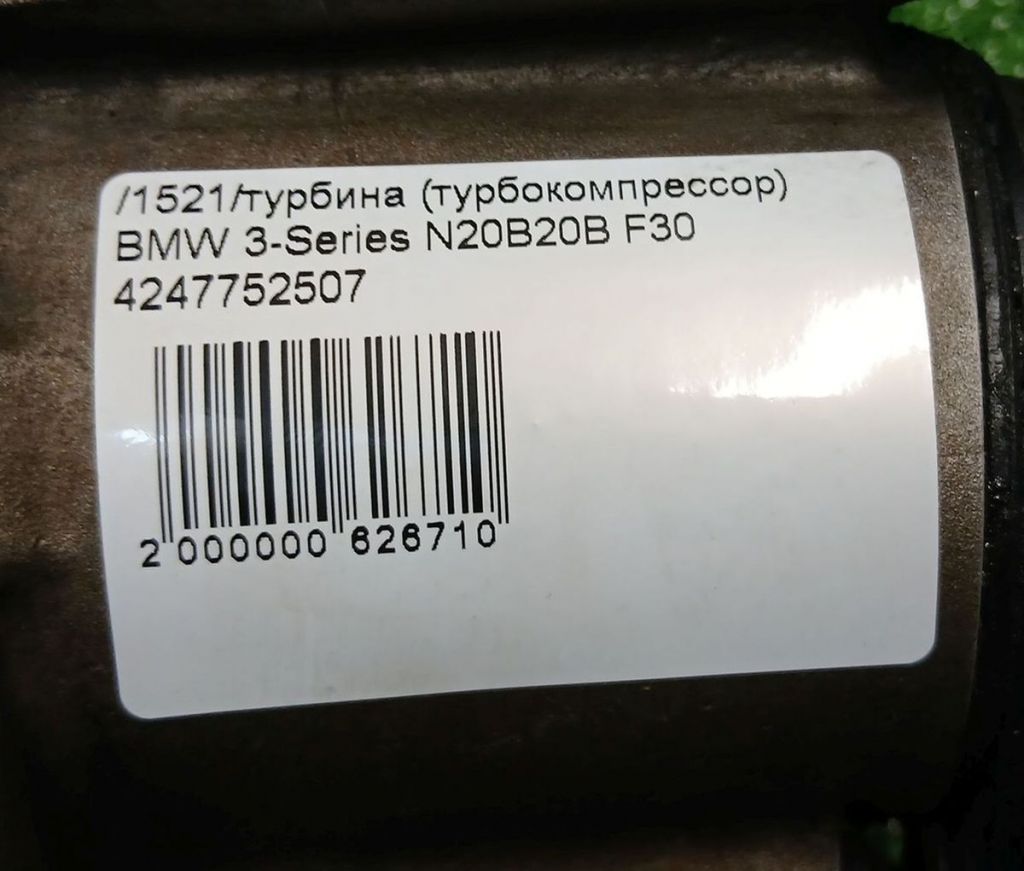 /1521/турбина (турбокомпрессор)
BMW 3-Series N20B20B F30
4247752507
2 000000 626710